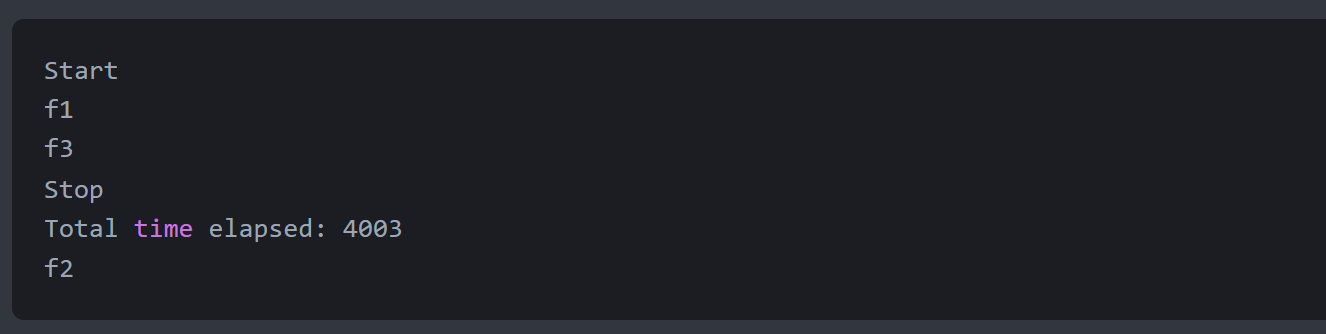 Start
f1
f3
Stop
Total time elapsed: 4003
f2